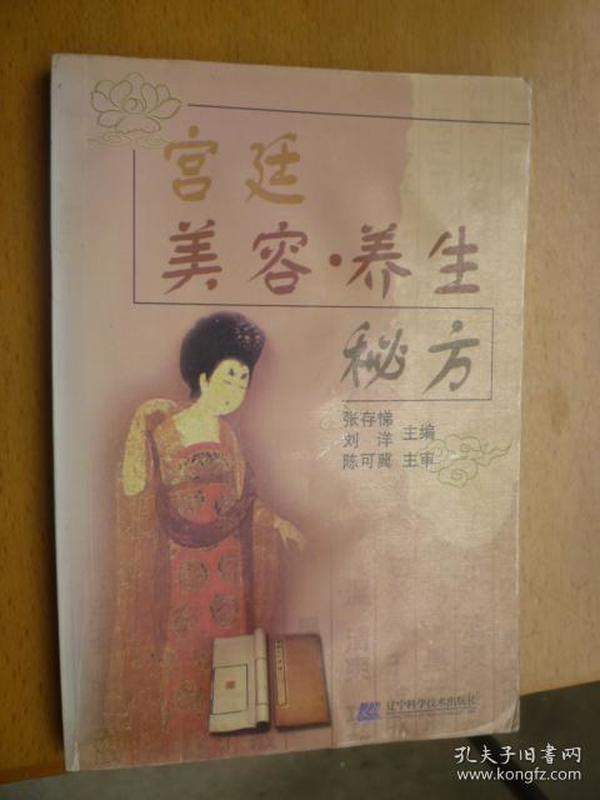 宫廷
美容·养生
秘方
张存悌
刘洋 主编
陈可冀 主审
辽宁科学技术出版社
孔夫子旧书网
www.kongfz.com